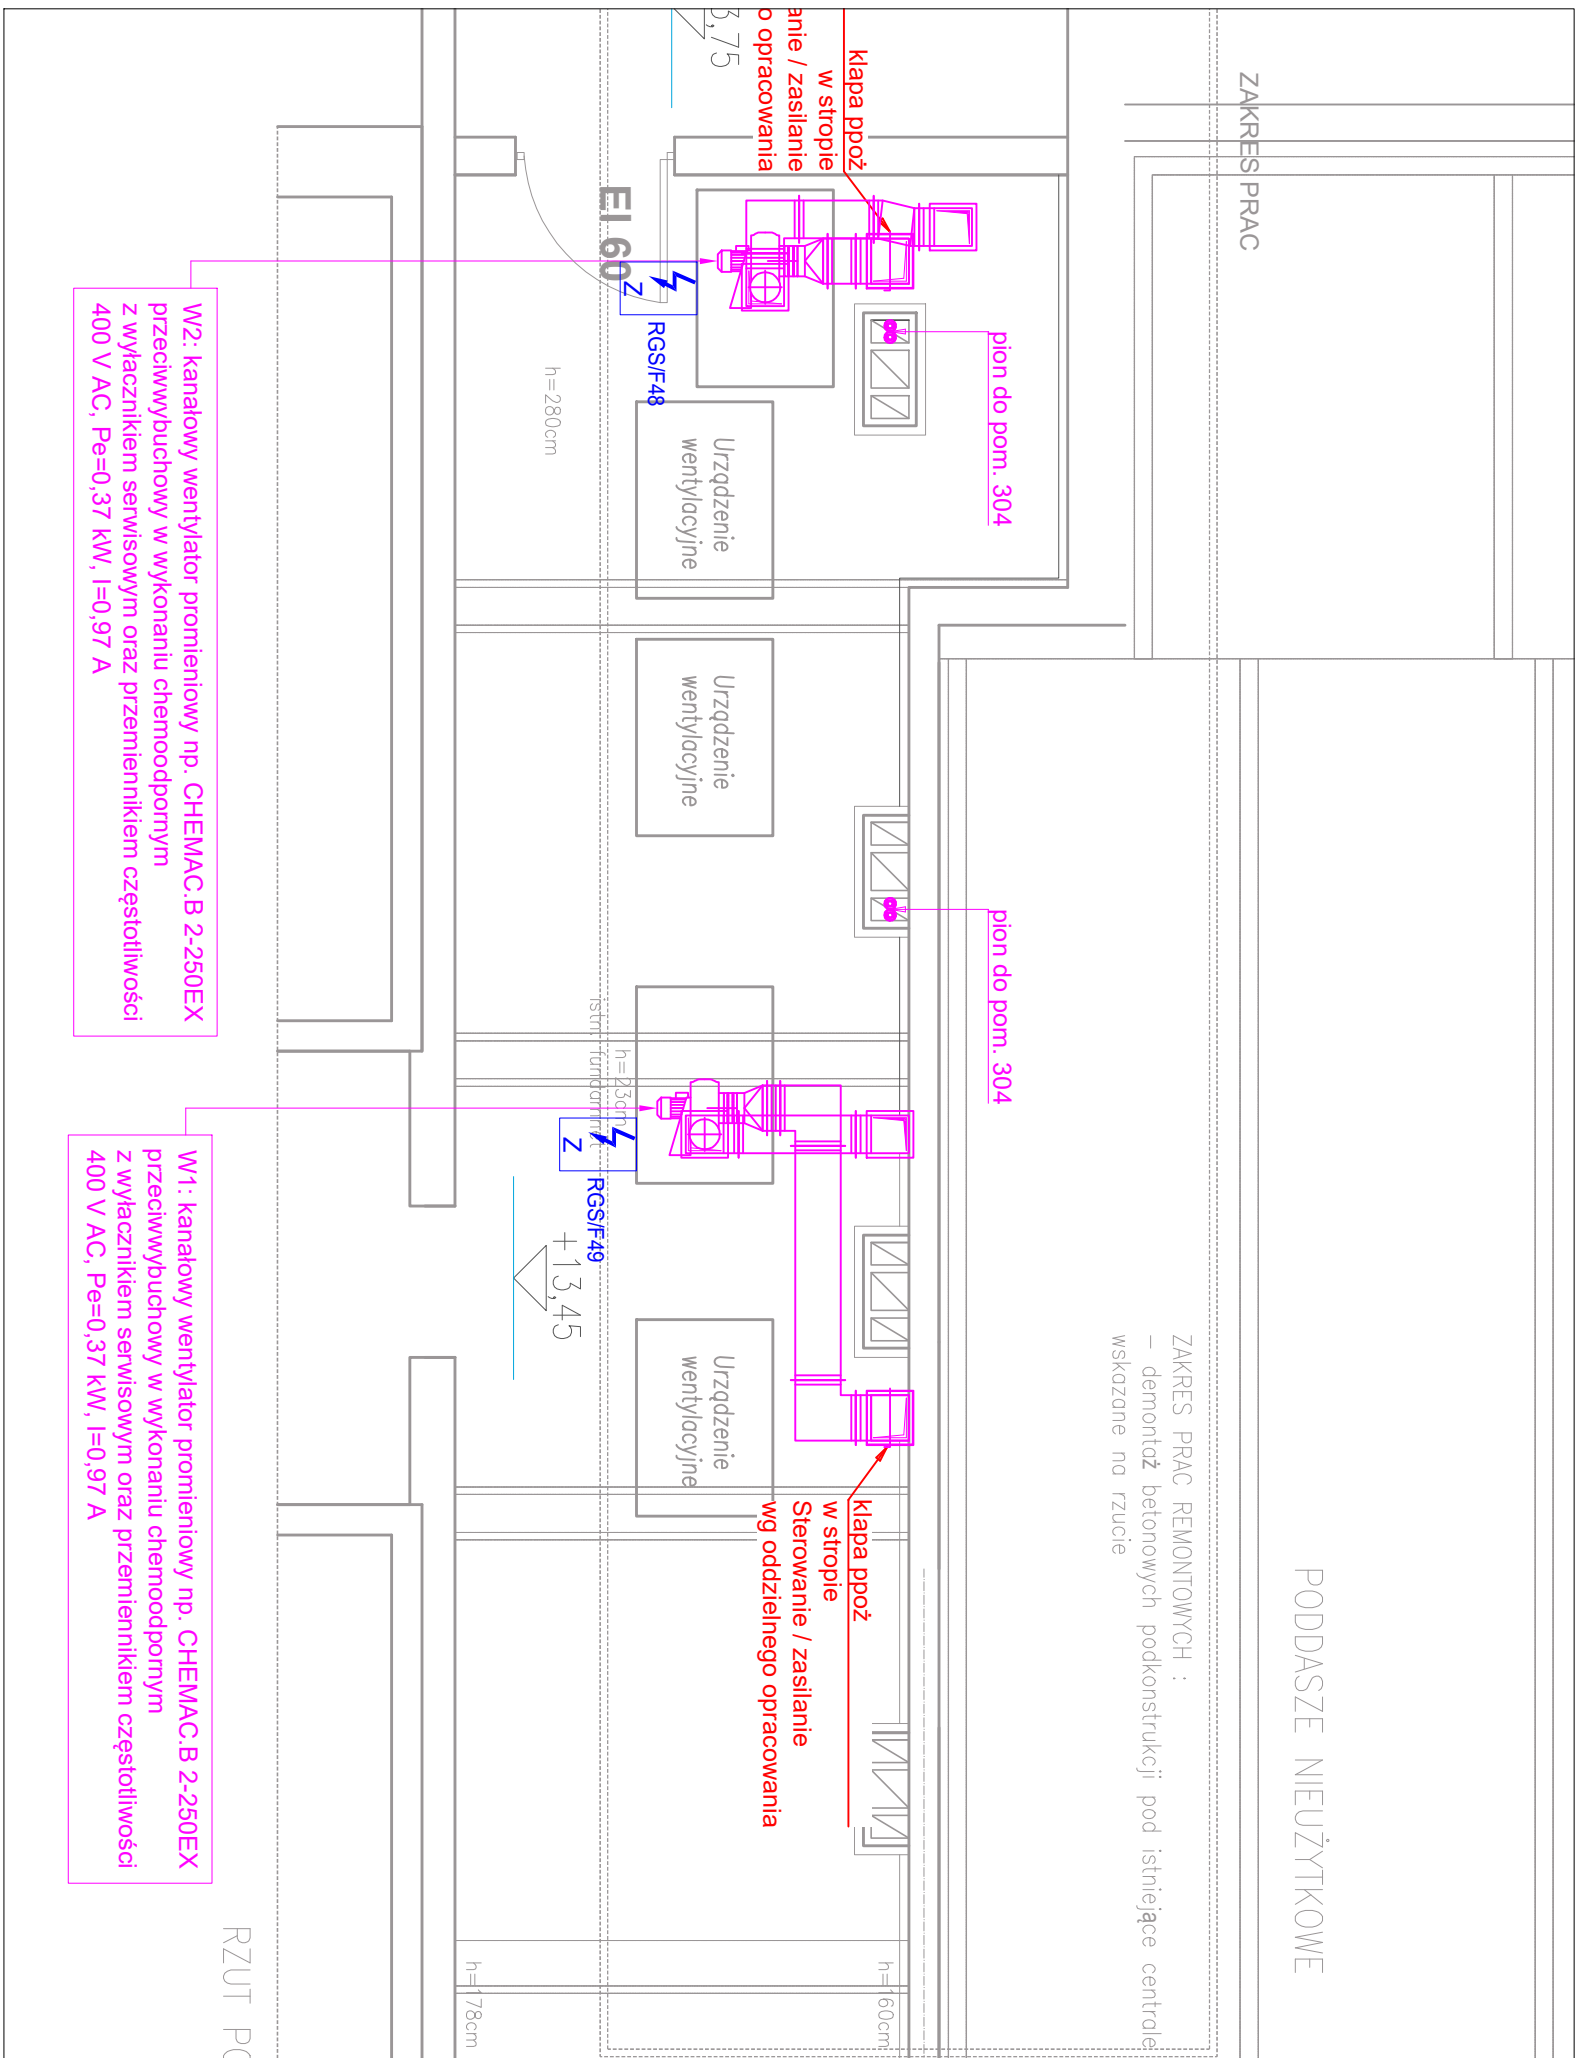 ZAKRES PRAC
PODDASZE NIEUŻYTKOWE
ZAKRES PRAC REMONTOWYCH :
- demontaż betonowych podkonstrukcji pod istniejące centrale
wskazane na rzucie
pion do pom. 304
pion do pom. 304
klapa ppoż
w stropie
anie / zasilanie
o opracowania
3,75
klapa ppoż
w stropie
Sterowanie / zasilanie
wg oddzielnego opracowania
h=160cm
Urządzenie
wentylacyjne
Urządzenie
wentylacyjne
Urządzenie
wentylacyjne
EI 60
Z
RGS/F48
h=280cm
h=23cm
istn. fundament
Z
RGS/F49
+13,45
h=178cm
W2: kanałowy wentylator promieniowy np. CHEMAC.B 2-250EX
przeciwwybuchowy w wykonaniu chemoodpornym
z wyłacznikiem serwisowym oraz przemiennikiem częstotliwości
400 V AC, Pe=0,37 kW, I=0,97 A
W1: kanałowy wentylator promieniowy np. CHEMAC.B 2-250EX
przeciwwybuchowy w wykonaniu chemoodpornym
z wyłacznikiem serwisowym oraz przemiennikiem częstotliwości
400 V AC, Pe=0,37 kW, I=0,97 A
RZUT PO